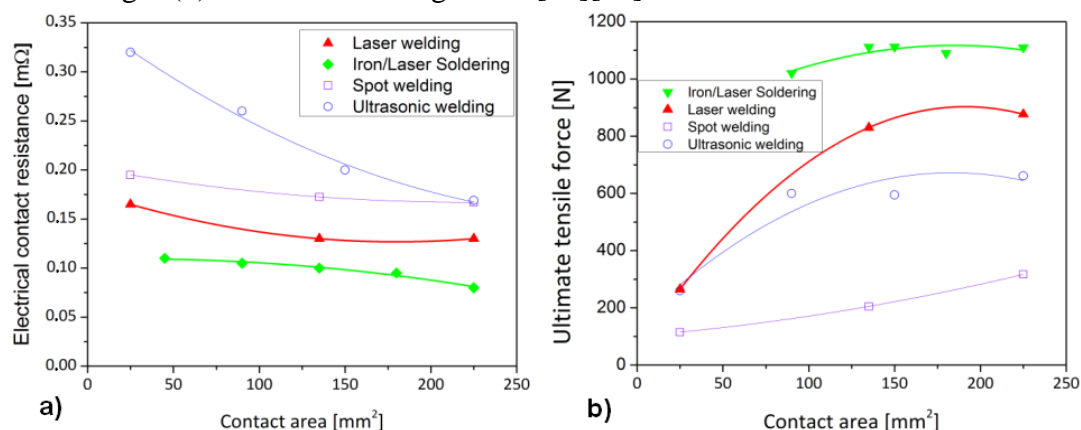 0.35
0.30
0.25
0.20
0.15
0.10
0.05
0.00
Electrical contact resistance [mΩ]
Laser welding
Iron/Laser Soldering
Spot welding
Ultrasonic welding
0 50 100 150 200 250
a)
Contact area [mm²]
1200
1000
800
600
400
200
0
Ultimate tensile force [N]
Iron/Laser Soldering
Laser welding
Spot welding
Ultrasonic welding
0 50 100 150 200 250
b)
Contact area [mm²]